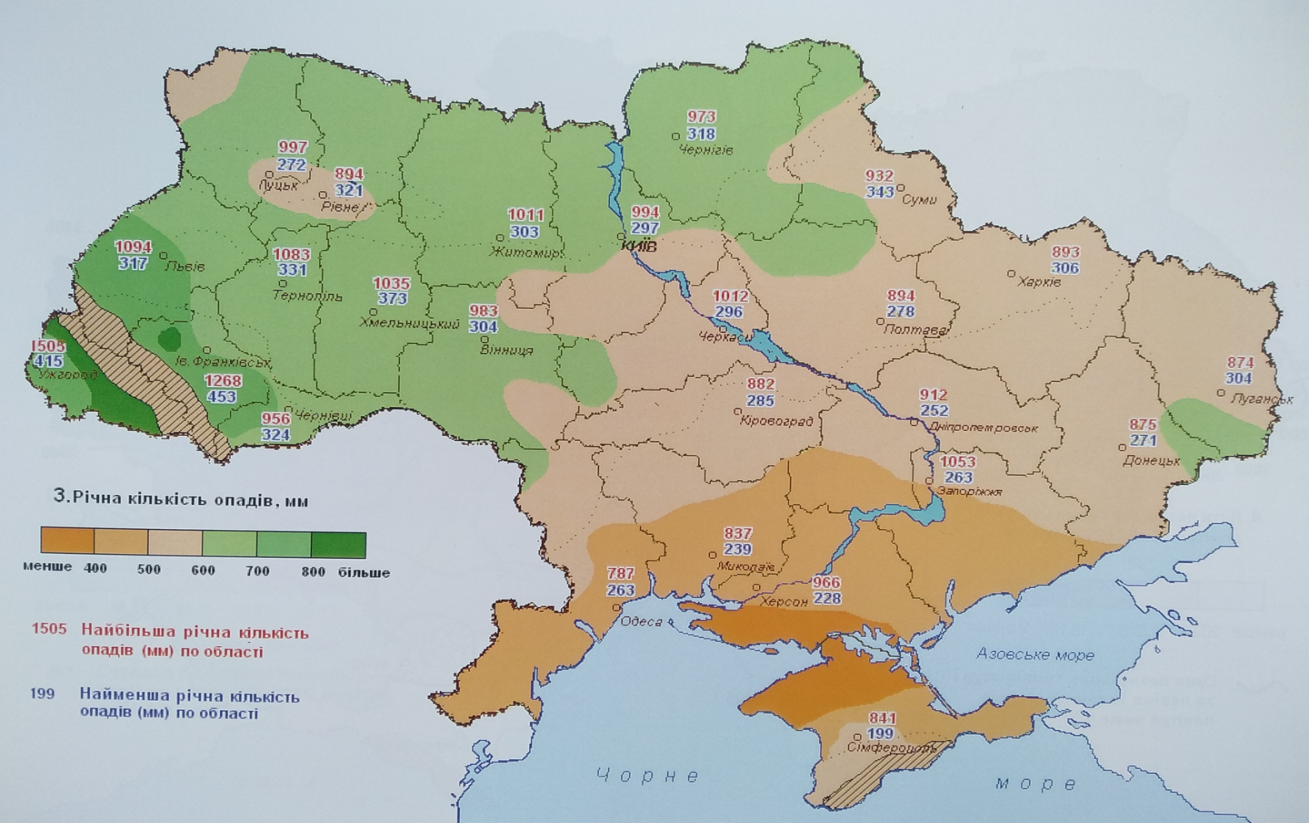 973
318
Чернігів
997
272
Луцьк
894
321
Рівне
932
343
Суми
1011
303
Житомир
994
297
КИЇВ
1094
317
Львів
1083
331
Тернопіль
1035
373
Хмельницький
893
306
Харків
983
304
Вінниця
1012
296
Черкаси
894
278
Полтава
1505
415
Ужгород
Ів. Франківськ
1268
453
956
324
Чернівці
882
285
Кіровоград
912
252
Дніпропетровськ
874
304
Луганськ
875
271
Донецьк
1053
263
Запоріжжя
837
239
Миколаїв
787
263
Одеса
966
228
Херсон
841
199
Сімферополь
Азовське море
Чорне море
3.Річна кількість опадів, мм
менше 400 500 600 700 800 більше
1505 Найбільша річна кількість
опадів (мм) по області
199 Найменша річна кількість
опадів (мм) по області